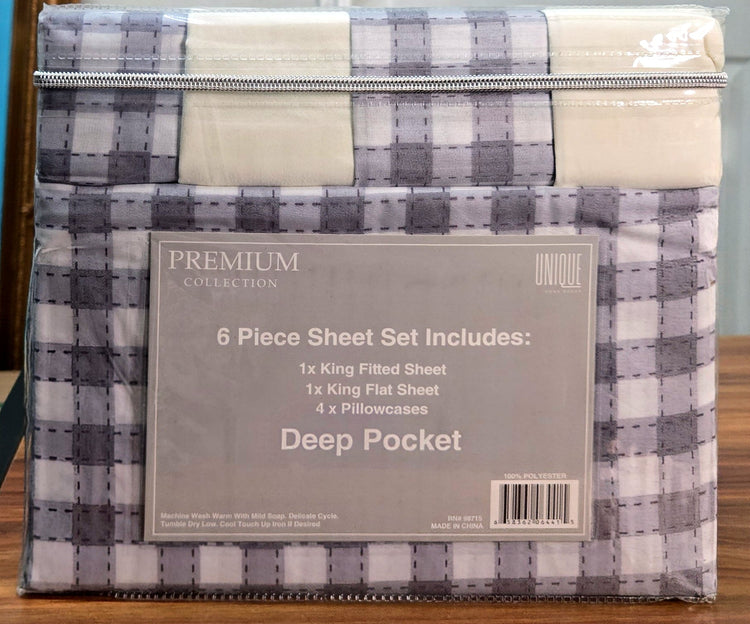 PREMIUM
COLLECTION
UNIQUE
6 Piece Sheet Set Includes:
1x King Fitted Sheet
1x King Flat Sheet
4 x Pillowcases
Deep Pocket
100% POLYESTER
Machine Wash Warm With Mild Soap. Delicate Cycle.
Tumble Dry Low. Cool Touch Up Iron If Desired
RN# 98715
MADE IN CHINA